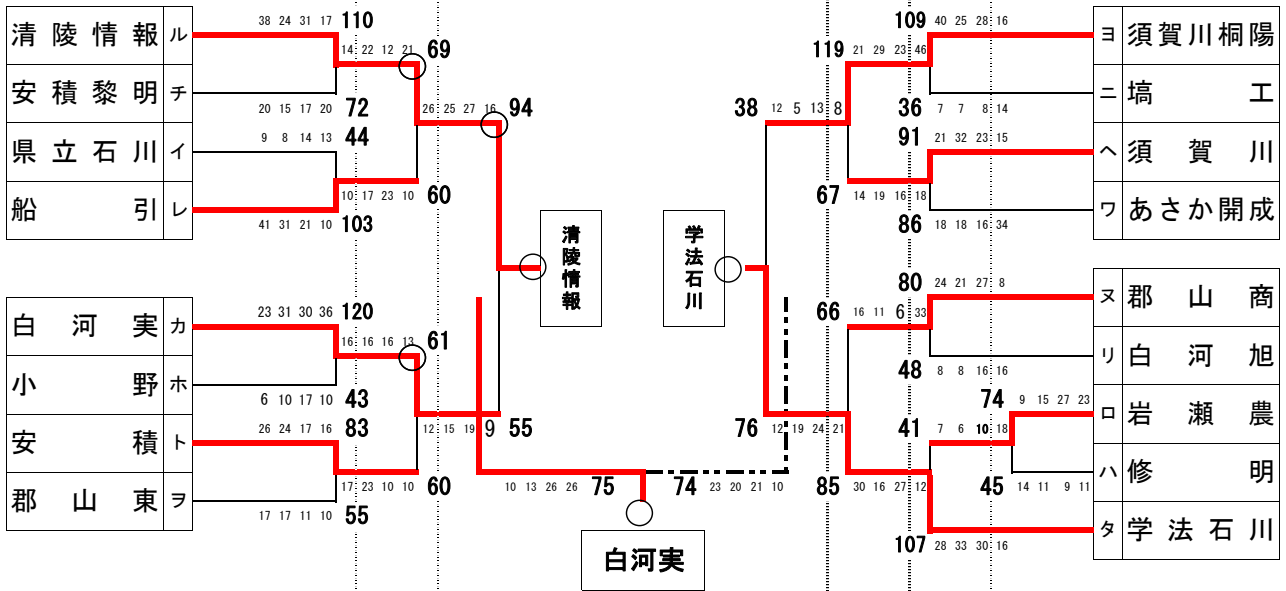 38 24 31 17 110
清陵情報 ル
14 22 12 21 69
安積黎明 チ
20 15 17 20 72
26 25 27 16 94
9 8 14 13 44
県立石川 イ
10 17 23 10 60
船引 レ
41 31 21 10 103
清陵情報
23 31 30 36 120
白河実 カ
16 16 16 13 61
小野 ホ
6 10 17 10 43
12 15 19 9 55
26 24 17 16 83
安積 ト
17 23 10 10 60
郡山東 ヲ
17 17 11 10 55
10 13 26 26 75
74 23 20 21 10
白河実
学法石川
109 40 25 28 16
ヨ 須賀川桐陽
119 21 29 23 46
ニ 塙工
36 7 7 8 14
38 12 5 13 8
91 21 32 23 15
ヘ 須賀川
67 14 19 16 18
ワ あさか開成
86 18 18 16 34
80 24 21 27 8
ヌ 郡山商
66 16 11 6 33
リ 白河旭
48 8 8 16 16
76 12 19 24 21
74 9 15 27 23
ロ 岩瀬農
41 7 6 10 18
ハ 修明
45 14 11 9 11
85 30 16 27 12
タ 学法石川
107 28 33 30 16